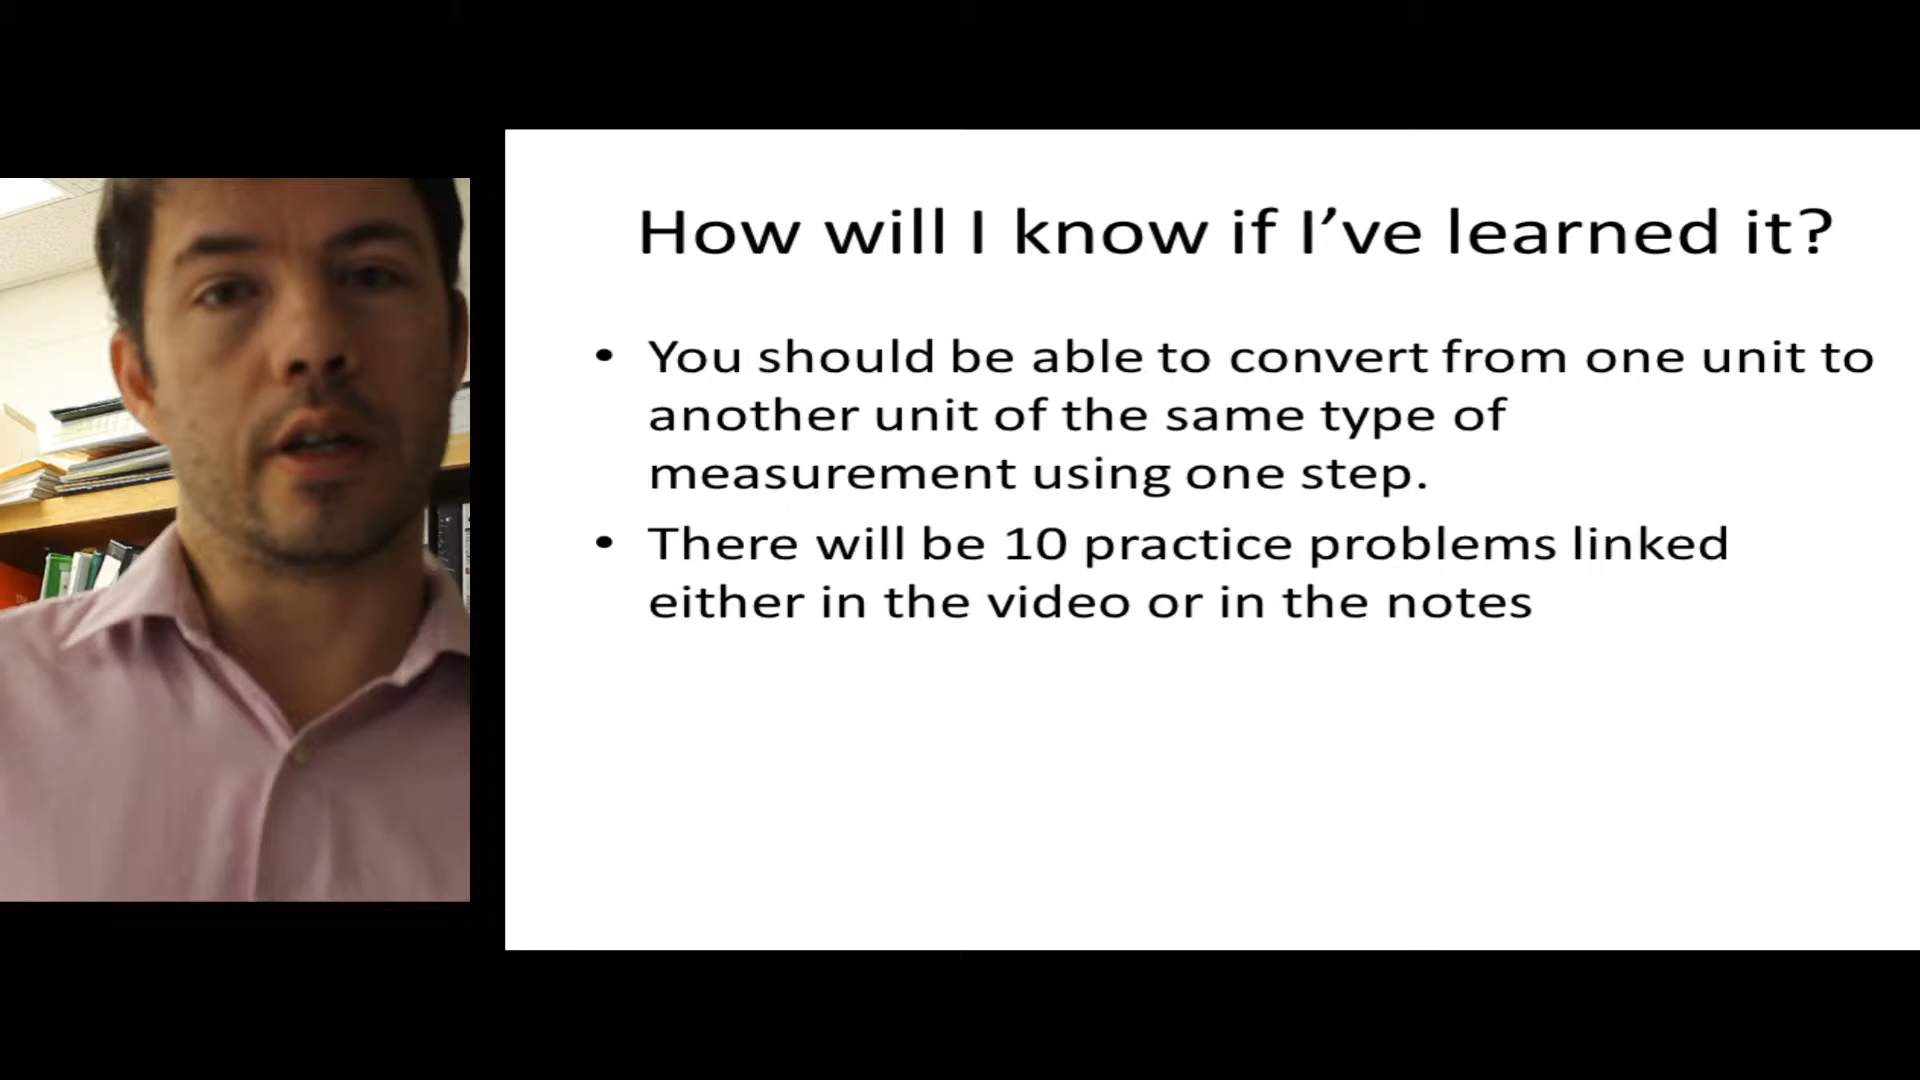 How will I know if I’ve learned it?
• You should be able to convert from one unit to
another unit of the same type of
measurement using one step.
• There will be 10 practice problems linked
either in the video or in the notes